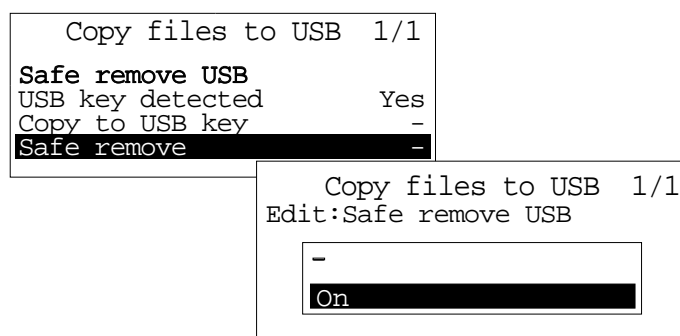 Copy files to USB 1/1
Safe remove USB
USB key detected Yes
Copy to USB key –
Safe remove –
Copy files to USB 1/1
Edit:Safe remove USB
–
On